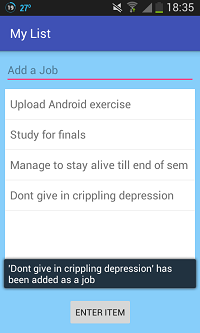 19 27° 18:35
My List
Add a Job
Upload Android exercise
Study for finals
Manage to stay alive till end of sem
Dont give in crippling depression
'Dont give in crippling depression' has
been added as a job
ENTER ITEM